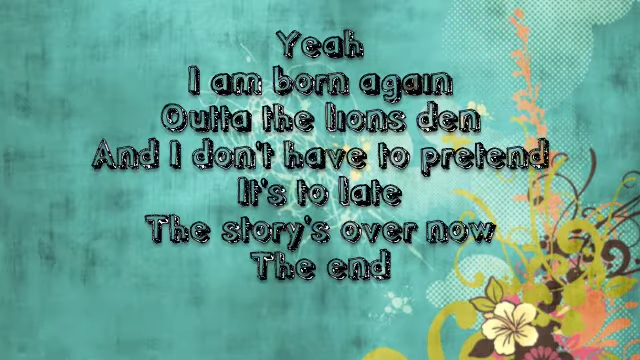 Yeah
I am born again
Outta the lions den
And I don't have to pretend
It's to late
The story's over now
The end